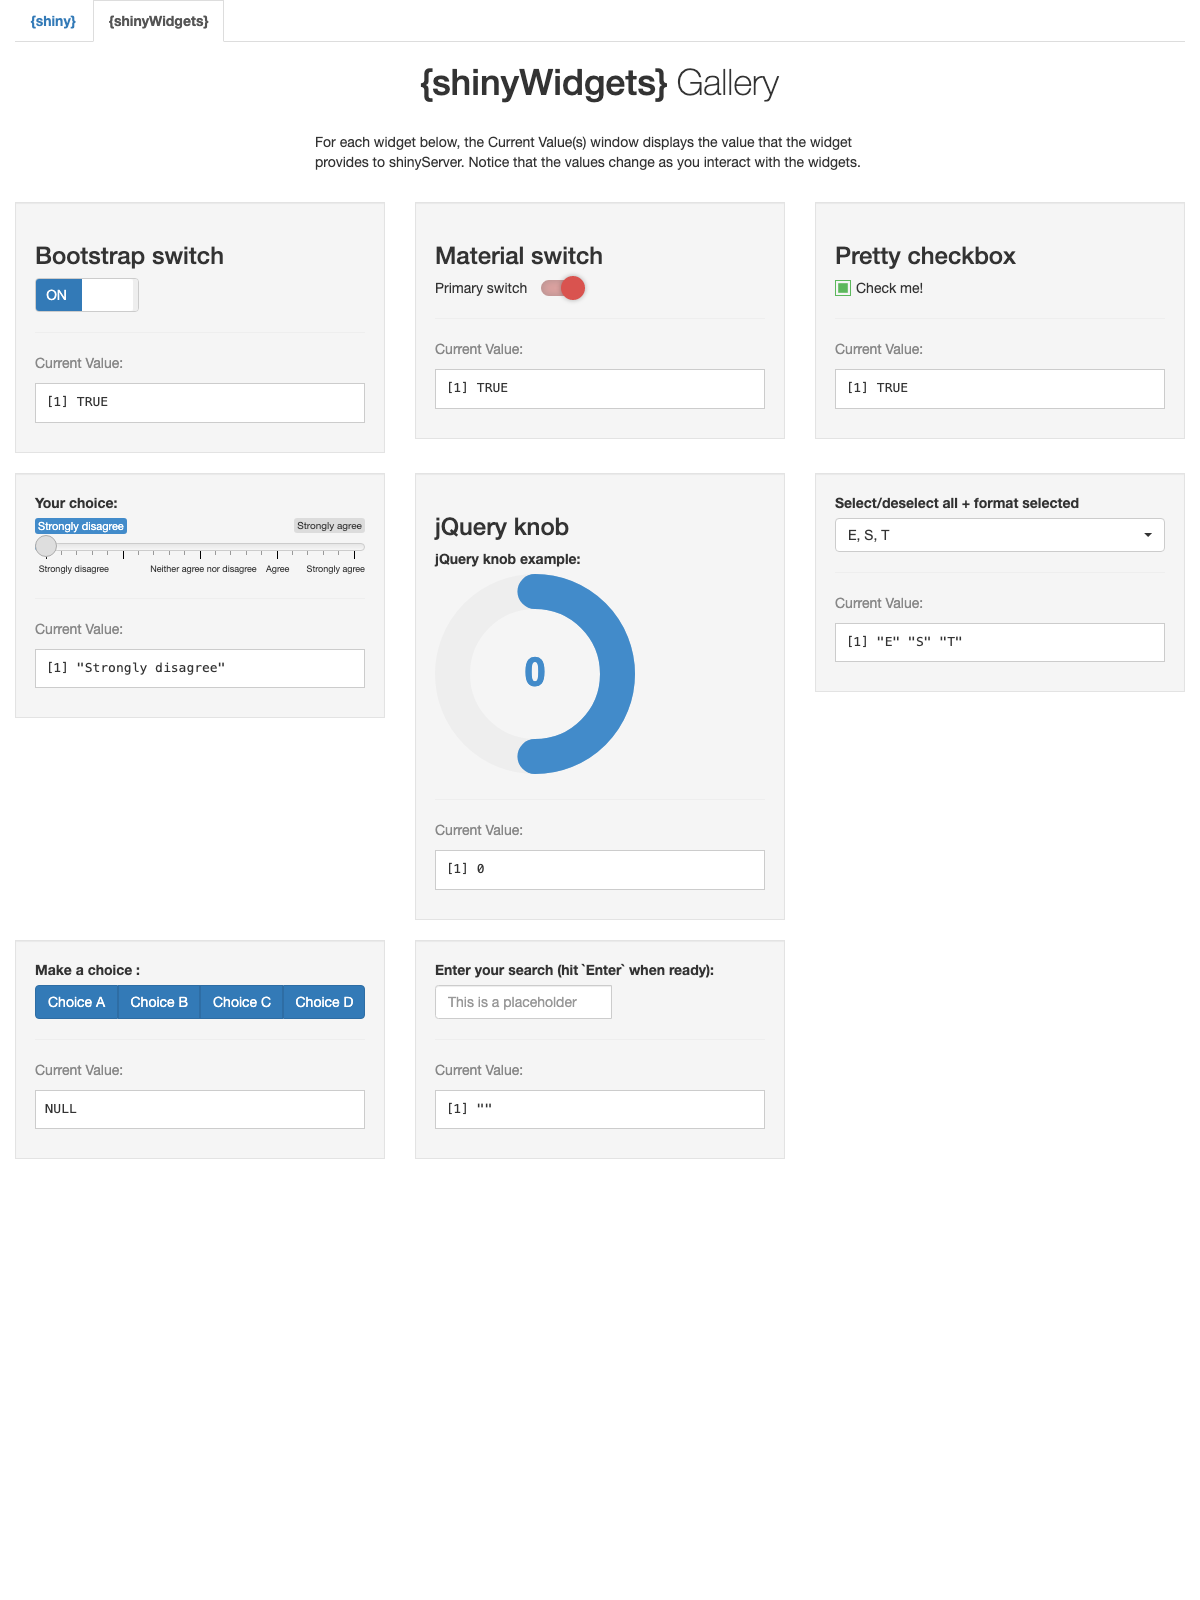 {shiny}
{shinyWidgets}
{shinyWidgets} Gallery
For each widget below, the Current Value(s) window displays the value that the widget
provides to shinyServer. Notice that the values change as you interact with the widgets.
Bootstrap switch
ON
Current Value:
[1] TRUE
Material switch
Primary switch
Current Value:
[1] TRUE
Pretty checkbox
Check me!
Current Value:
[1] TRUE
Your choice:
Strongly disagree
Strongly agree
Strongly disagree
Neither agree nor disagree
Agree
Strongly agree
Current Value:
[1] "Strongly disagree"
jQuery knob
jQuery knob example:
0
Current Value:
[1] 0
Select/deselect all + format selected
E, S, T
Current Value:
[1] "E" "S" "T"
Make a choice :
Choice A
Choice B
Choice C
Choice D
Current Value:
NULL
Enter your search (hit `Enter` when ready):
This is a placeholder
Current Value:
[1] ""